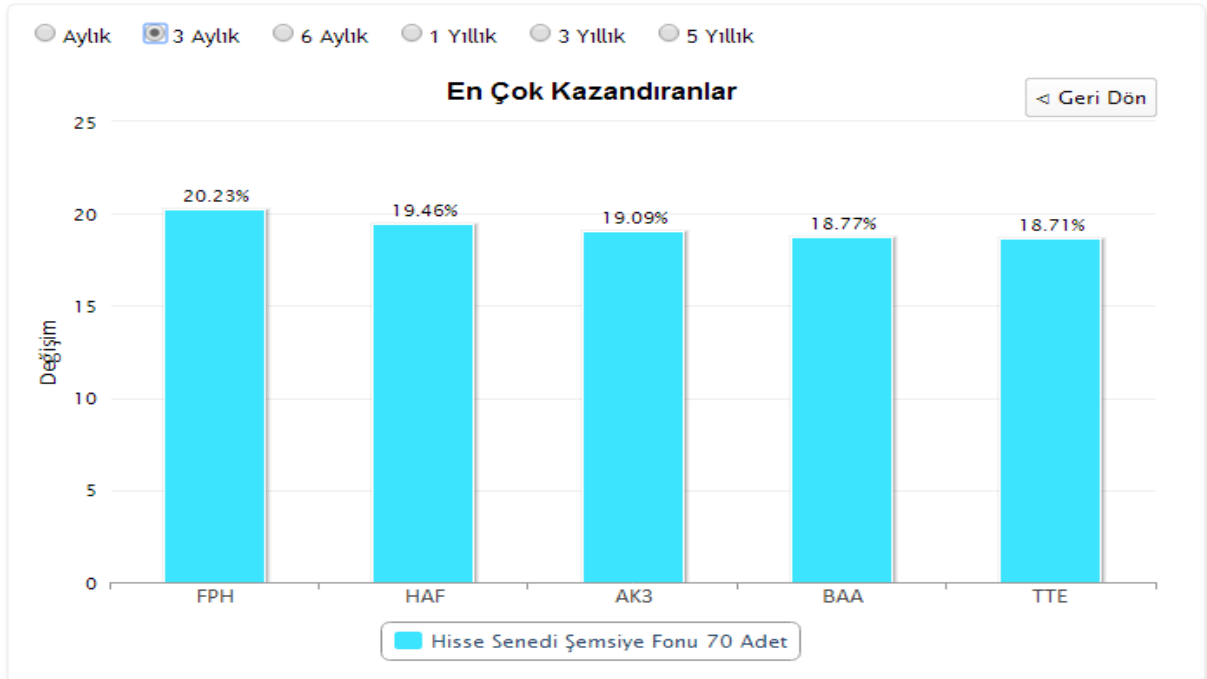 Aylık 3 Aylık 6 Aylık 1 Yıllık 3 Yıllık 5 Yıllık
En Çok Kazandıranlar
⊲ Geri Dön
25
20
15
10
5
0
Değişim
20.23%
19.46%
19.09%
18.77%
18.71%
FPH HAF AK3 BAA TTE
Hisse Senedi Şemsiye Fonu 70 Adet